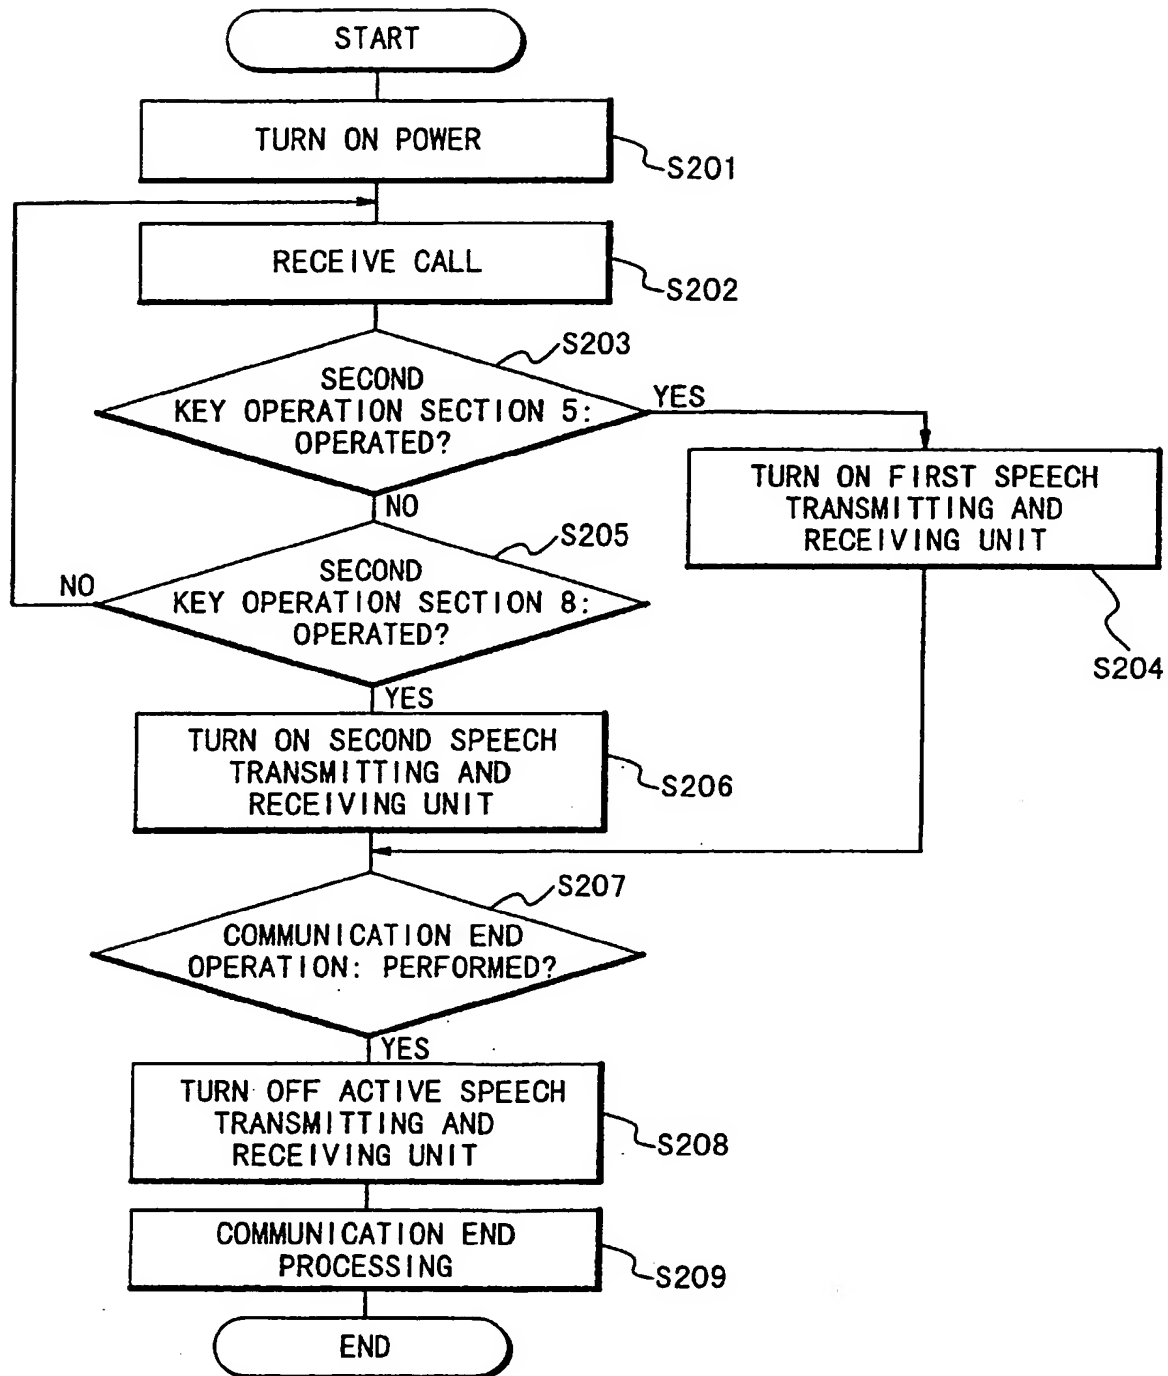 START
TURN ON POWER
S201
RECEIVE CALL
S202
S203
SECOND
KEY OPERATION SECTION 5:
OPERATED?
YES
NO
TURN ON FIRST SPEECH
TRANSMITTING AND
RECEIVING UNIT
S204
S205
SECOND
KEY OPERATION SECTION 8:
OPERATED?
NO
YES
TURN ON SECOND SPEECH
TRANSMITTING AND
RECEIVING UNIT
S206
S207
COMMUNICATION END
OPERATION: PERFORMED?
YES
TURN OFF ACTIVE SPEECH
TRANSMITTING AND
RECEIVING UNIT
S208
COMMUNICATION END
PROCESSING
S209
END